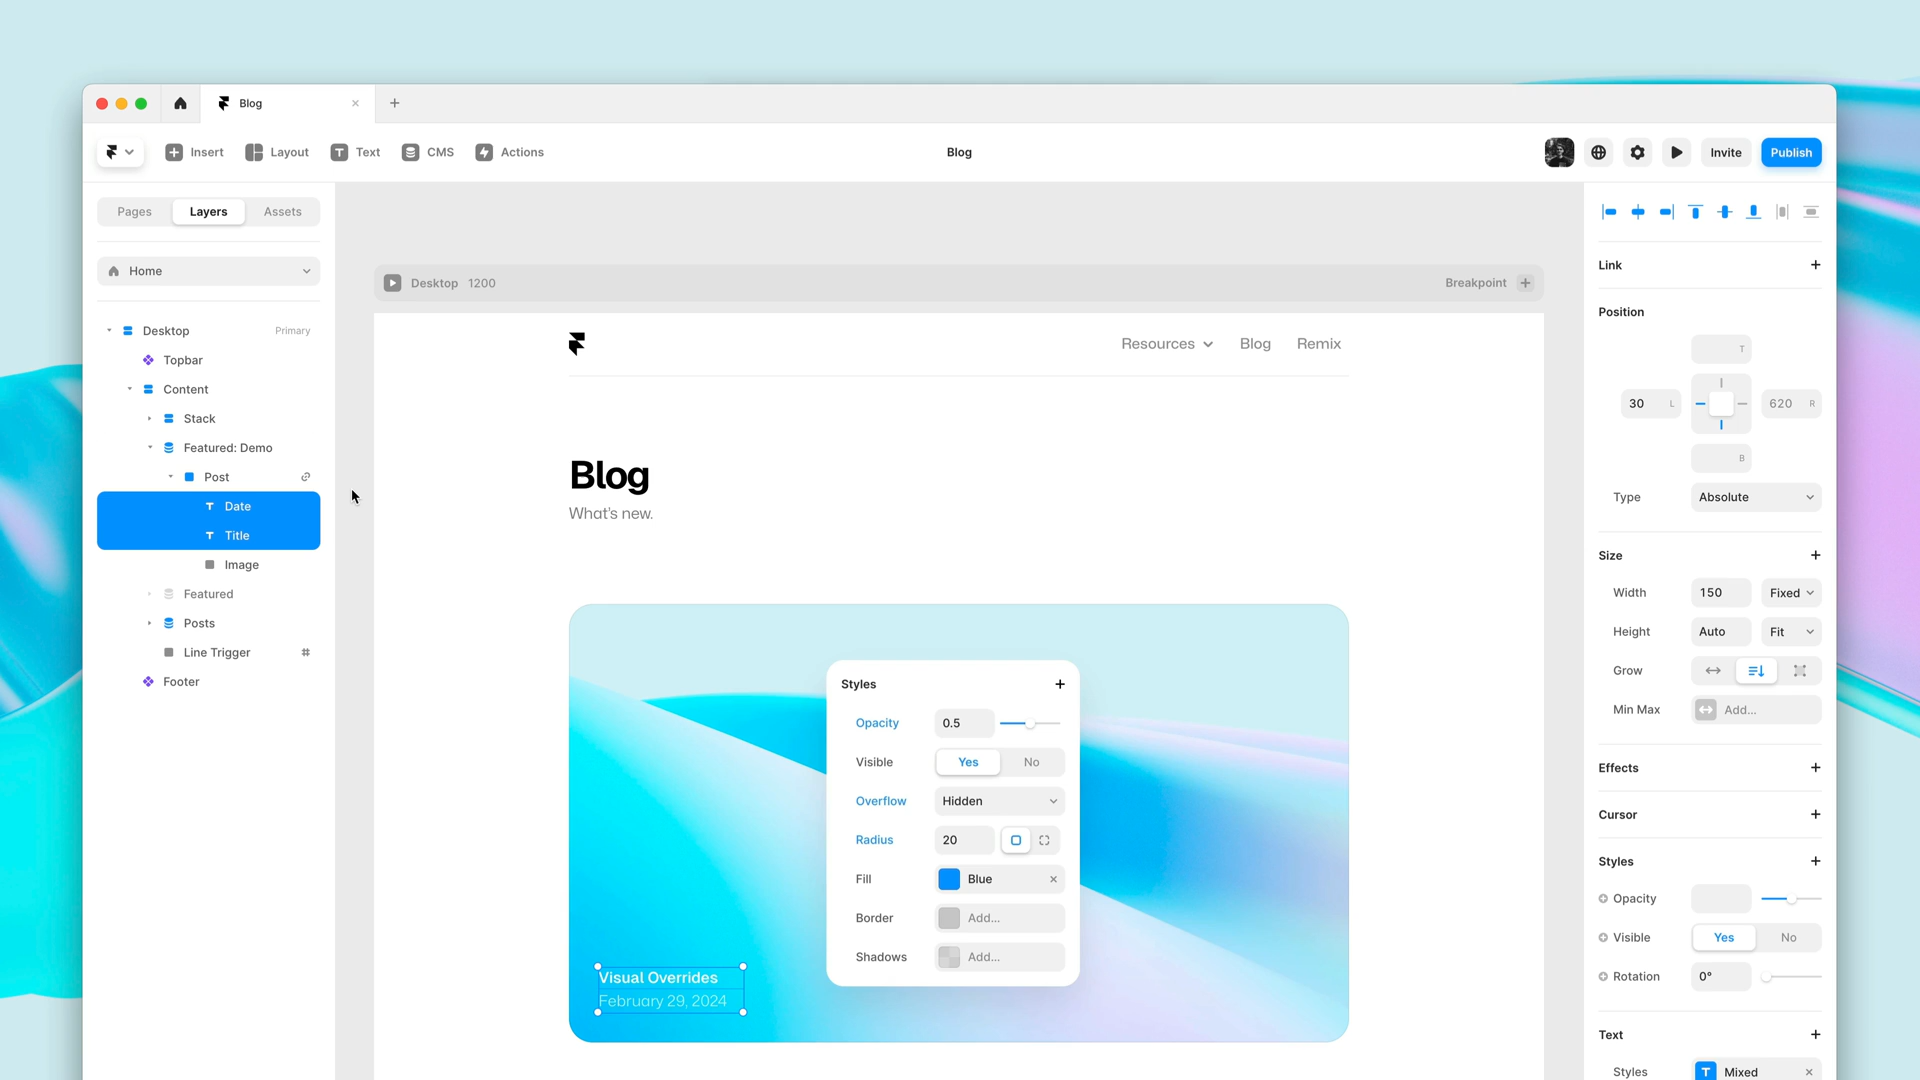 Blog
Insert
Layout
Text
CMS
Actions
Blog
Invite
Publish
Pages
Layers
Assets
Home
Desktop
Primary
Topbar
Content
Stack
Featured: Demo
Post
Date
Title
Image
Featured
Posts
Line Trigger
Footer
Desktop 1200
Breakpoint
Resources
Blog
Remix
Blog
What's new.
Styles
Opacity 0.5
Visible Yes No
Overflow Hidden
Radius 20
Fill Blue
Border Add...
Shadows Add...
Visual Overrides
February 29, 2024
Link
Position
T
30 L
620 R
B
Type Absolute
Size
Width 150 Fixed
Height Auto Fit
Grow
Min Max Add...
Effects
Cursor
Styles
Opacity
Visible Yes No
Rotation 0°
Text
Styles T Mixed